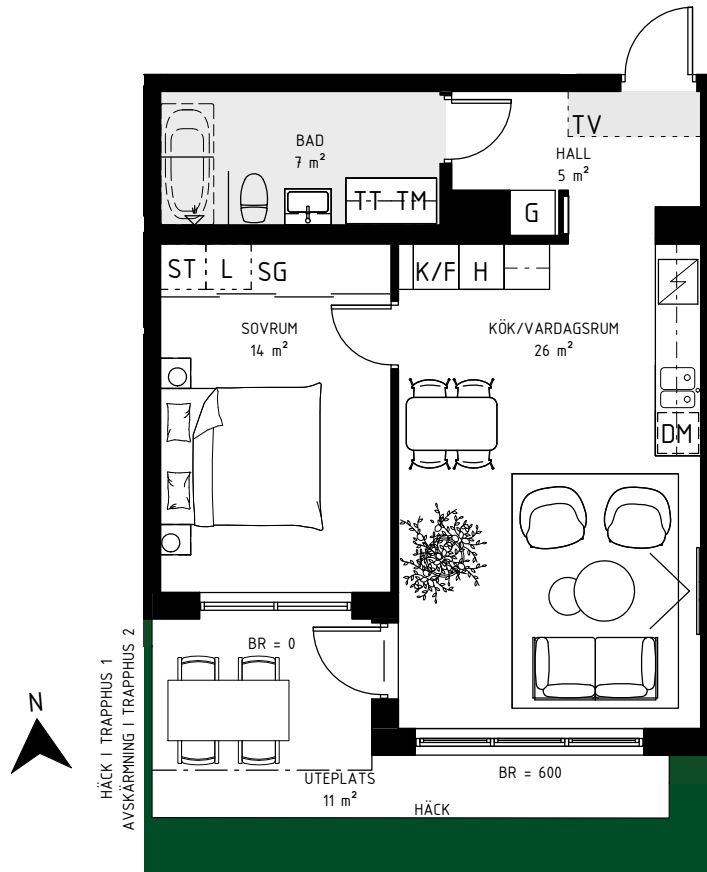 BAD
7 m²
TV
HALL
5 m²
TT TM
G
ST L SG
K/F H
SOVRUM
14 m²
KÖK/VARDAGSRUM
26 m²
DM
BR = 0
N
HÄCK I TRAPPHUS 1
AVSKÄRMNING I TRAPPHUS 2
UTEPLATS
11 m²
BR = 600
HÄCK